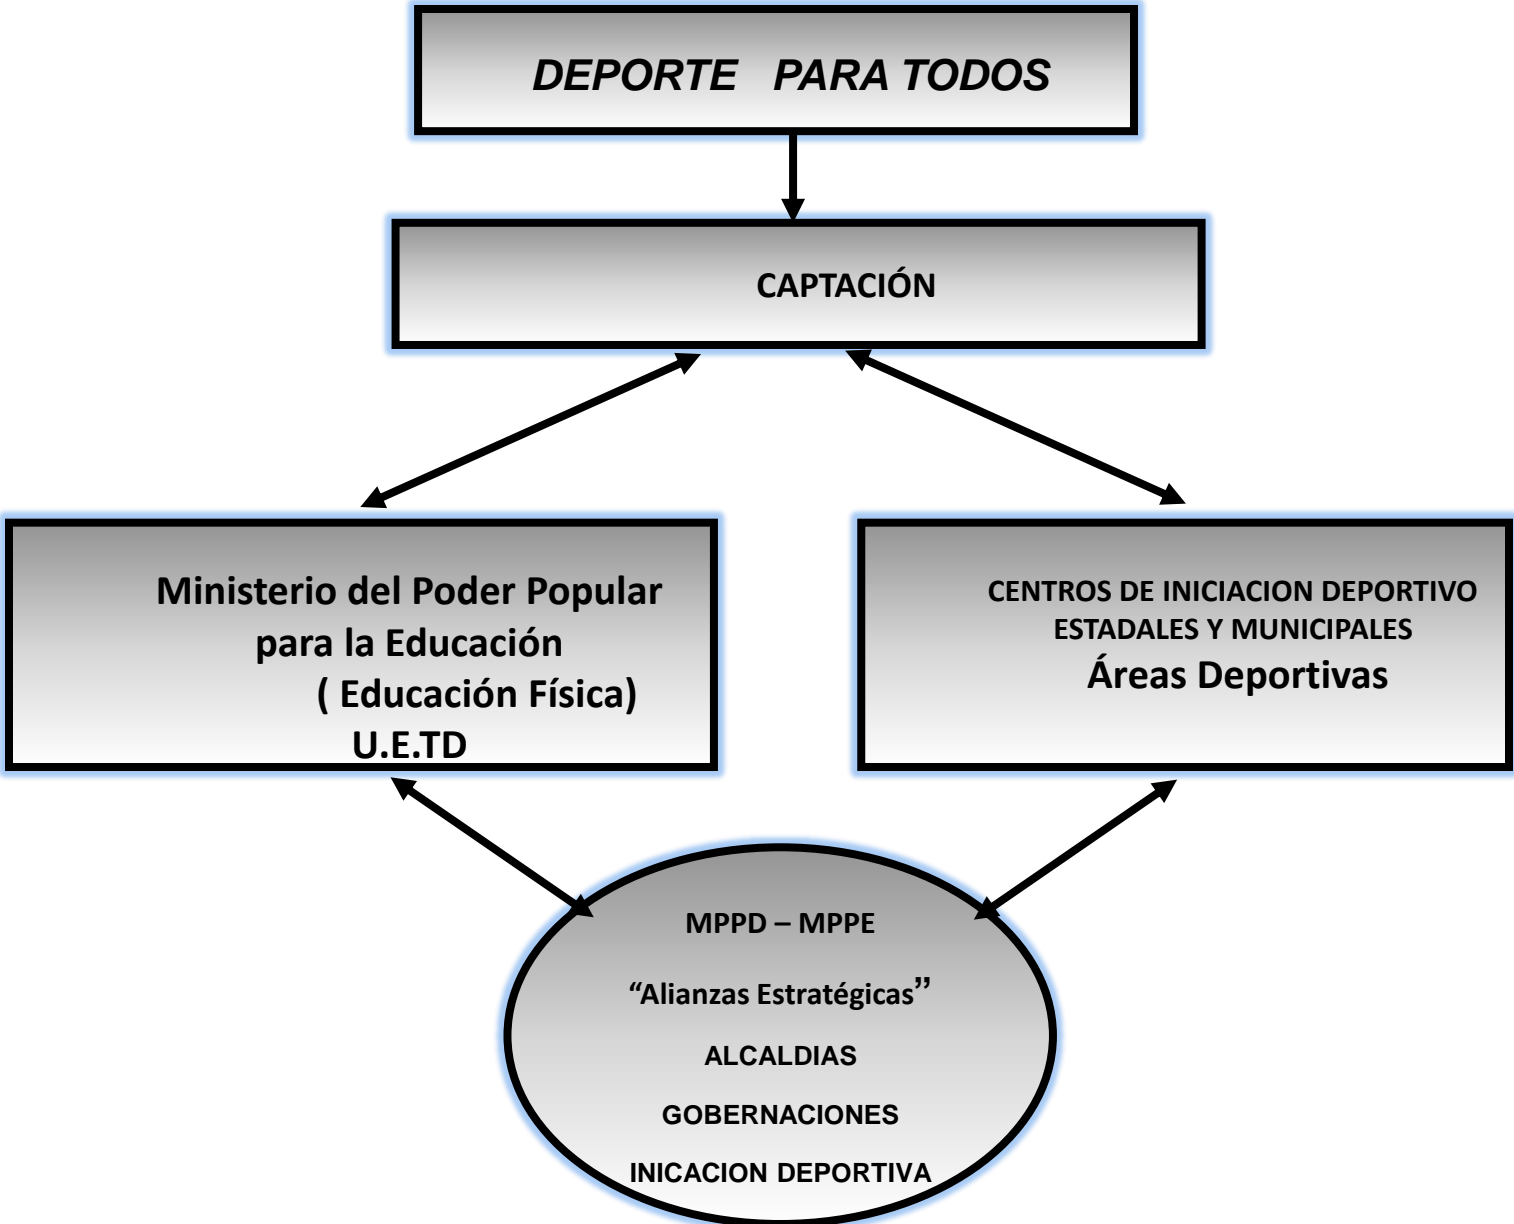 DEPORTE PARA TODOS
CAPTACIÓN
Ministerio del Poder Popular
para la Educación
( Educación Física)
U.E.TD
CENTROS DE INICIACION DEPORTIVO
ESTADALES Y MUNICIPALES
Áreas Deportivas
MPPD – MPPE
“Alianzas Estratégicas”
ALCALDIAS
GOBERNACIONES
INICACION DEPORTIVA